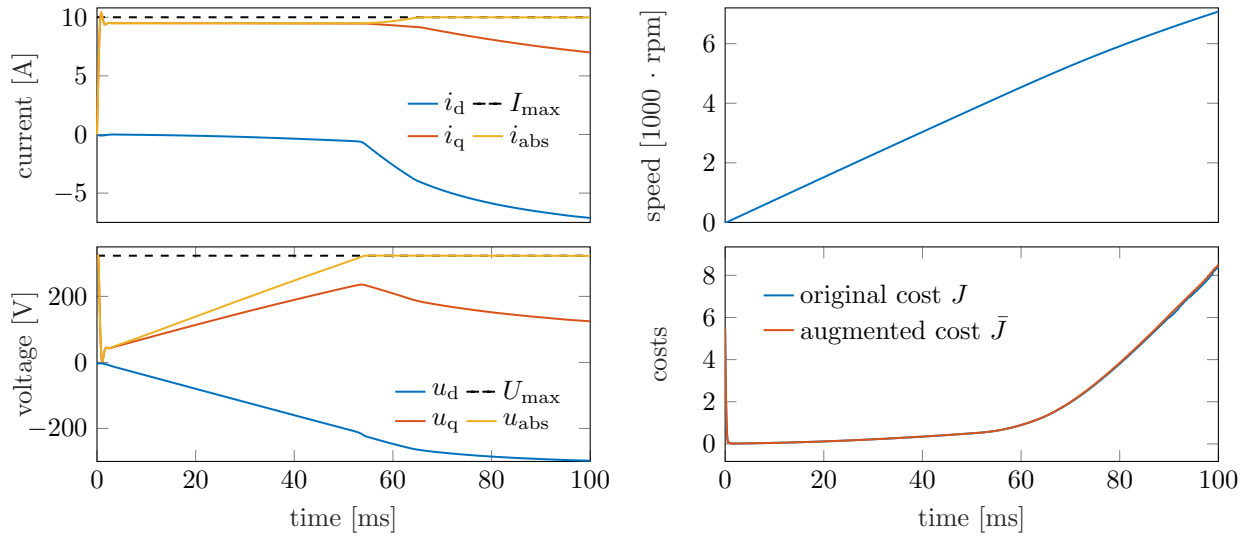 current [A]
10
5
0
−5
i_d I_max
i_q i_abs
speed [1000 · rpm]
6
4
2
0
voltage [V]
200
0
−200
u_d U_max
u_q u_abs
0 20 40 60 80 100
time [ms]
costs
8
6
4
2
0
original cost J
augmented cost J̄
0 20 40 60 80 100
time [ms]